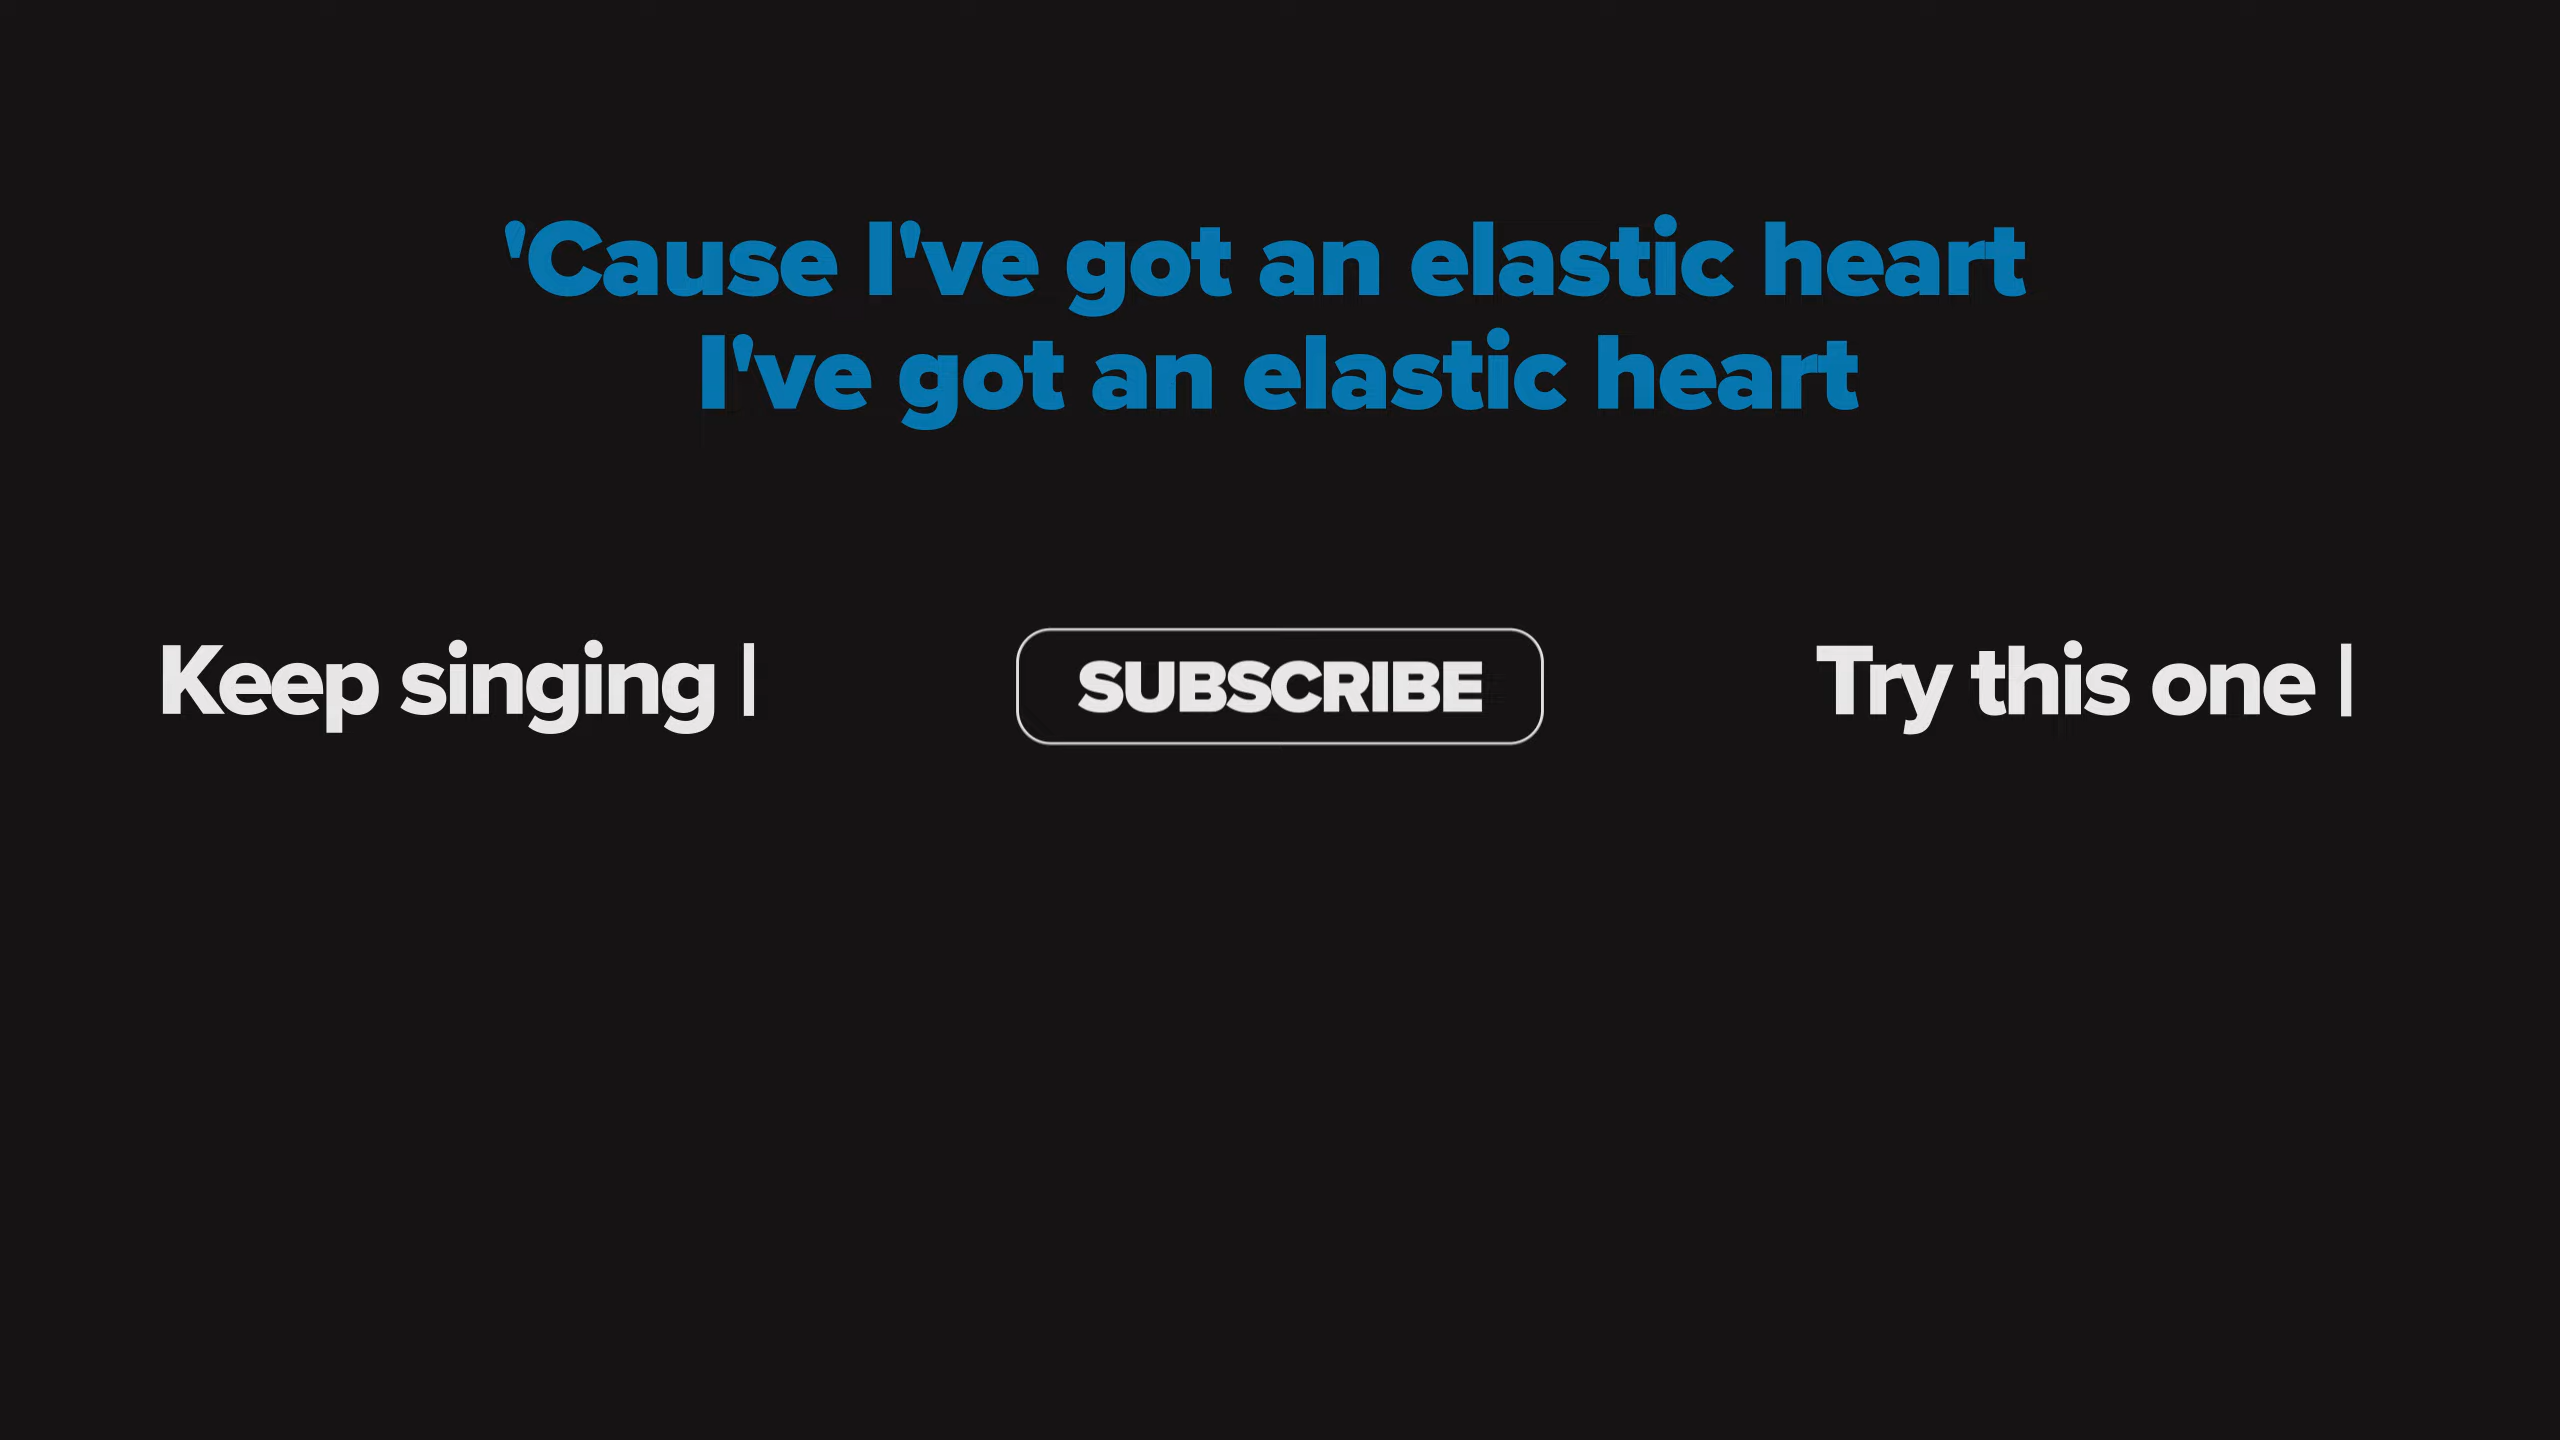 'Cause I've got an elastic heart
I've got an elastic heart
Keep singing |
SUBSCRIBE
Try this one |